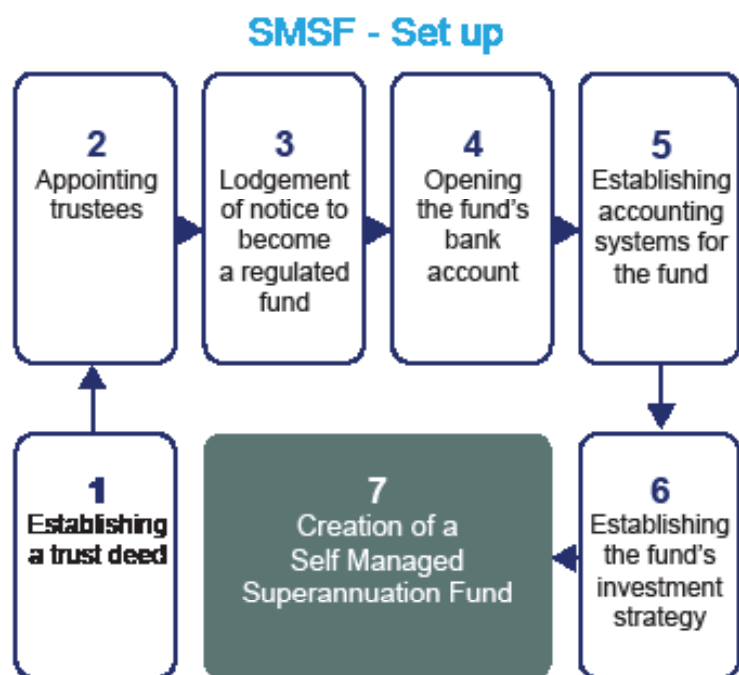 SMSF - Set up
1
Establishing
a trust deed
2
Appointing
trustees
3
Lodgement
of notice to
become
a regulated
fund
4
Opening
the fund's
bank
account
5
Establishing
accounting
systems for
the fund
6
Establishing
the fund's
investment
strategy
7
Creation of a
Self Managed
Superannuation Fund